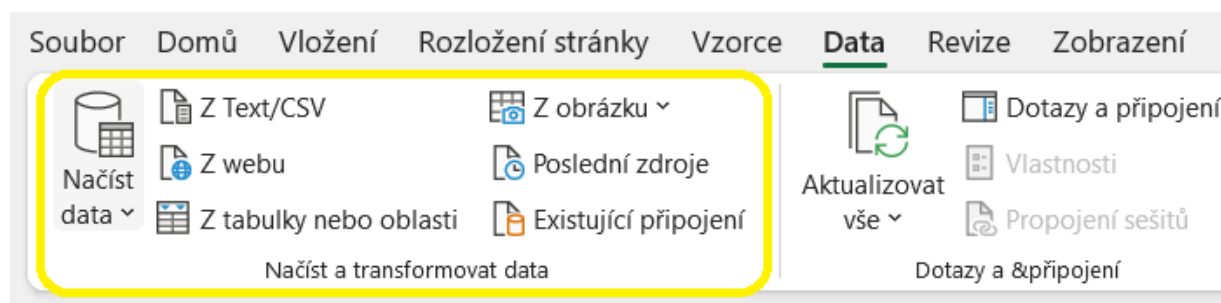 Soubor Domů Vložení Rozložení stránky Vzorce Data Revize Zobrazení
Načíst
data
Z Text/CSV
Z webu
Z tabulky nebo oblasti
Z obrázku
Poslední zdroje
Existující připojení
Načíst a transformovat data
Aktualizovat
vše
Dotazy a připojení
Vlastnosti
Propojení sešitů
Dotazy a &připojení